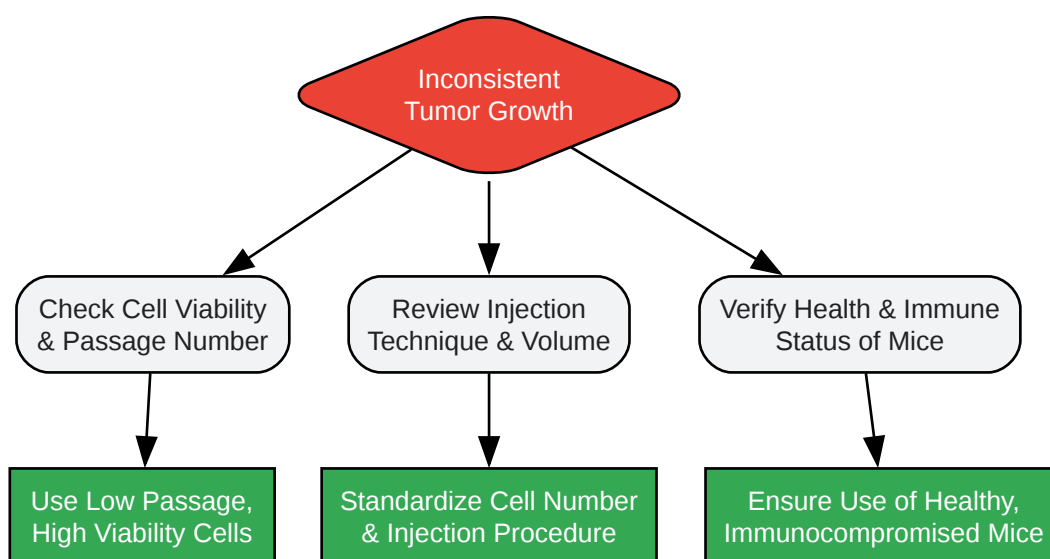 Inconsistent
Tumor Growth
Check Cell Viability
& Passage Number
Review Injection
Technique & Volume
Verify Health & Immune
Status of Mice
Use Low Passage,
High Viability Cells
Standardize Cell Number
& Injection Procedure
Ensure Use of Healthy,
Immunocompromised Mice